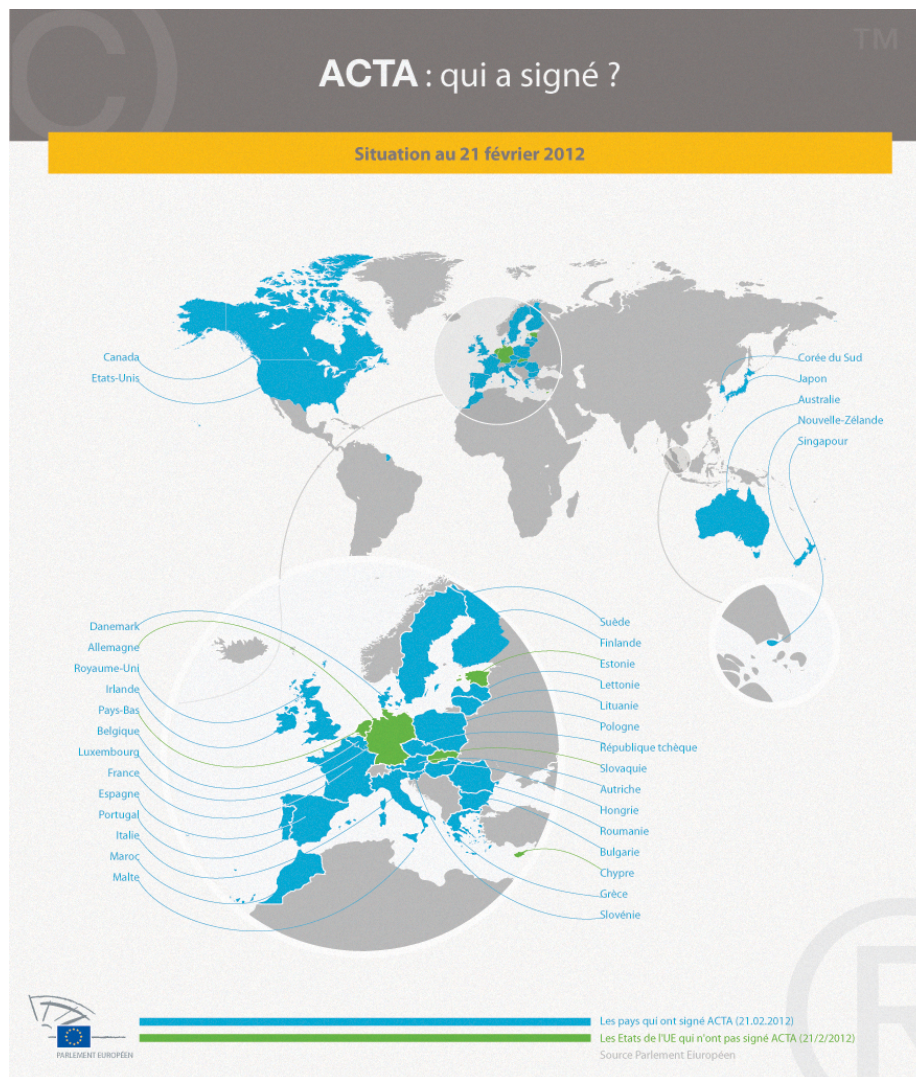 ©
TM
ACTA : qui a signé ?
Situation au 21 février 2012
Canada
Etats-Unis
Corée du Sud
Japon
Australie
Nouvelle-Zélande
Singapour
Danemark
Allemagne
Royaume-Uni
Irlande
Pays-Bas
Belgique
Luxembourg
France
Espagne
Portugal
Italie
Maroc
Malte
Suède
Finlande
Estonie
Lettonie
Lituanie
Pologne
République tchèque
Slovaquie
Autriche
Hongrie
Roumanie
Bulgarie
Chypre
Grèce
Slovénie
®
PARLEMENT EUROPÉEN
Les pays qui ont signé ACTA (21.02.2012)
Les Etats de l'UE qui n'ont pas signé ACTA (21/2/2012)
Source Parlement Eiuropéen